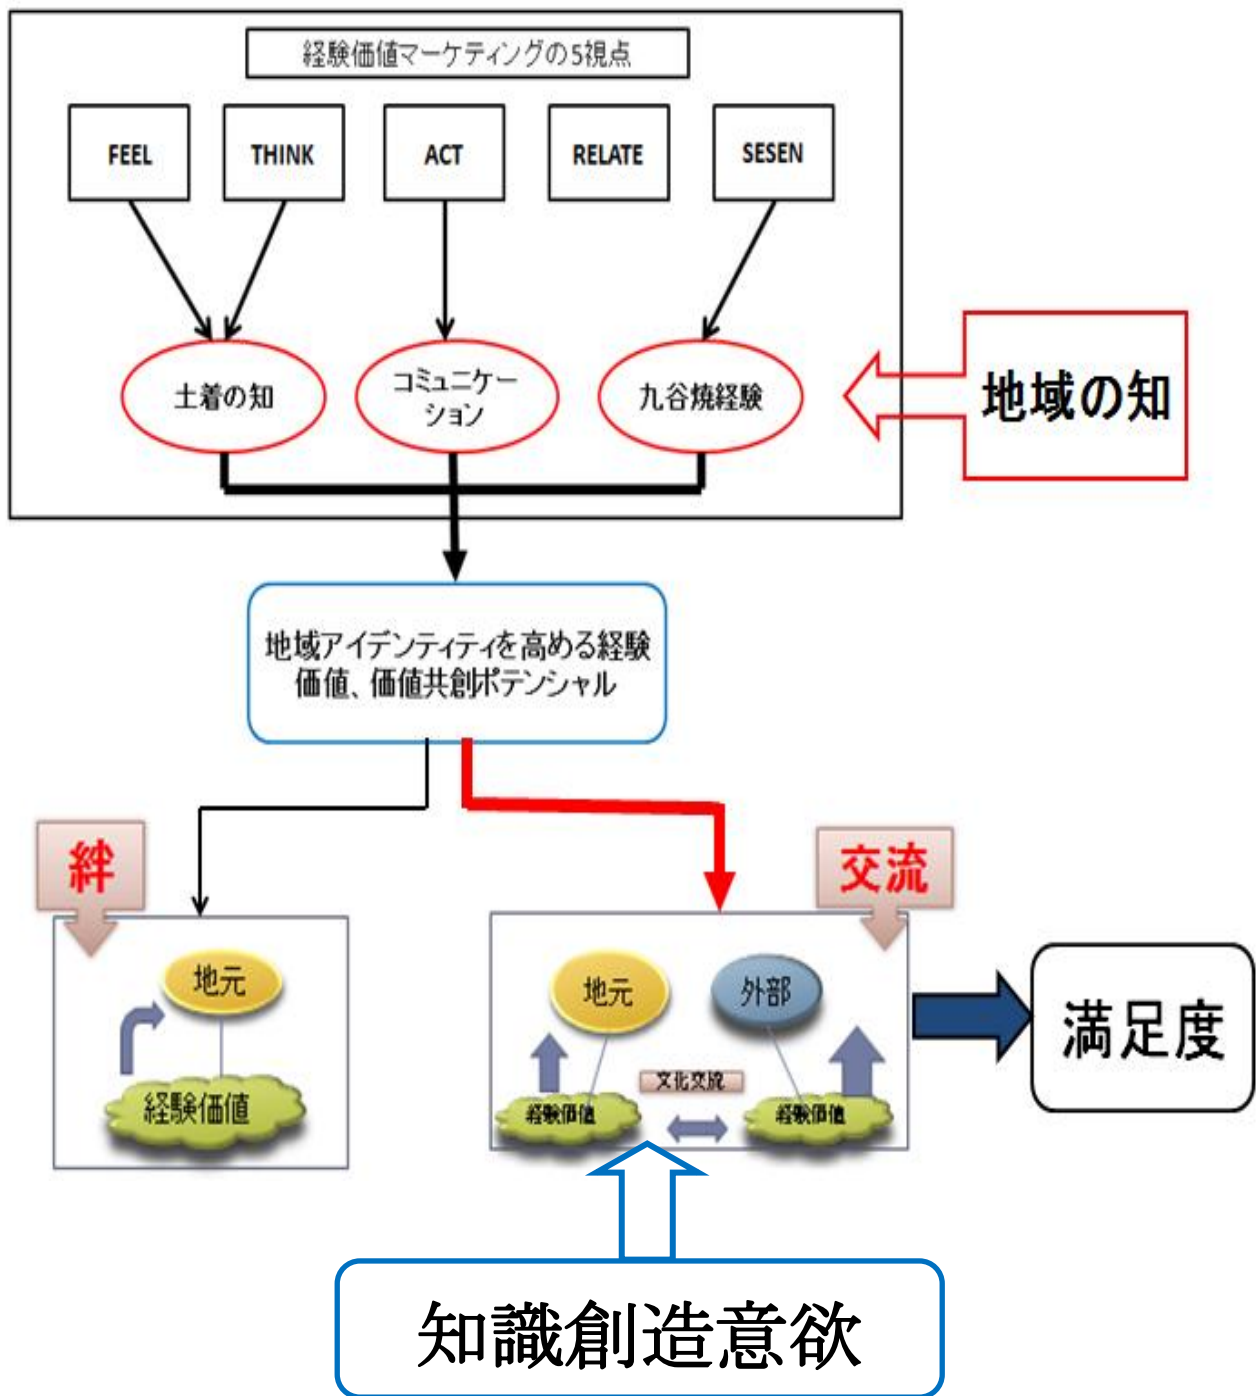 経験価値マーケティングの5視点
FEEL
THINK
ACT
RELATE
SESEN
土着の知
コミュニケー
ション
九谷焼経験
地域の知
地域アイデンティティを高める経験
価値、価値共創ポテンシャル
絆
交流
地元
経験価値
地元
外部
文化交流
経験価値
経験価値
満足度
知識創造意欲